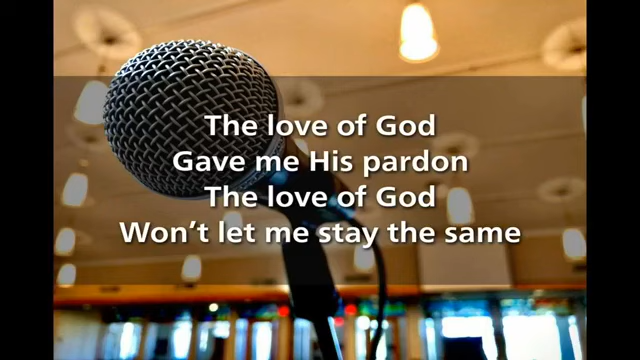 The love of God
Gave me His pardon
The love of God
Won't let me stay the same